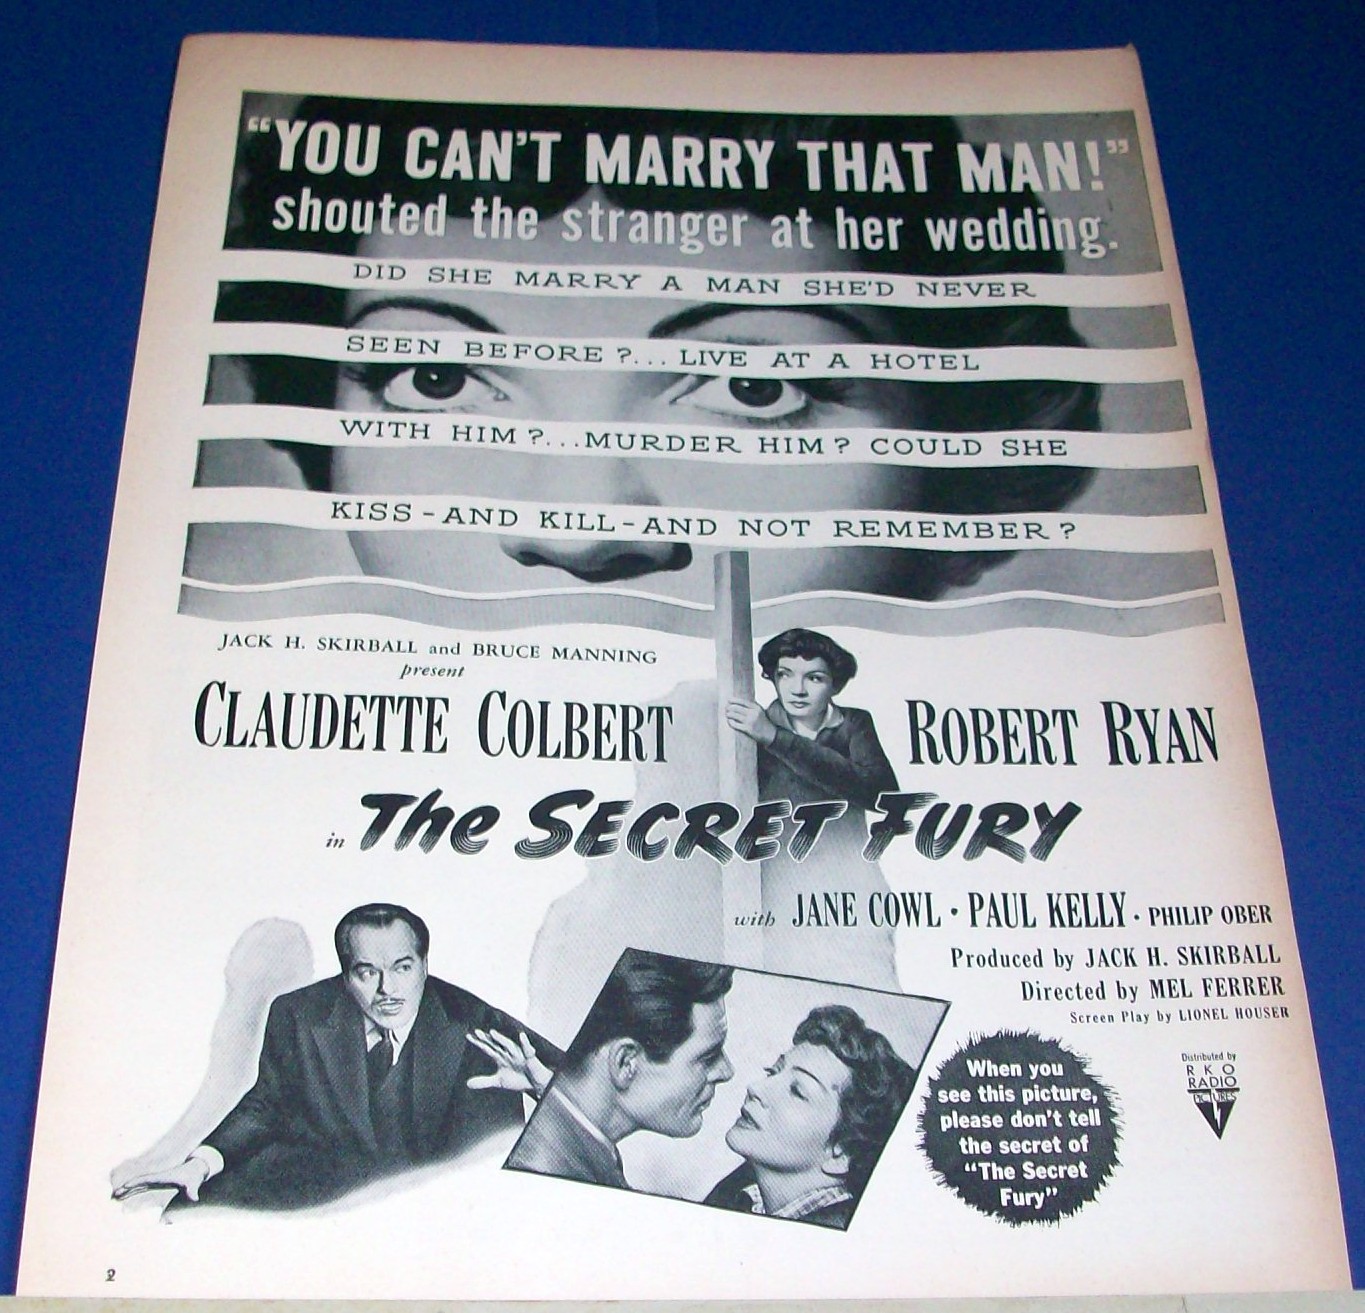 “YOU CAN'T MARRY THAT MAN!”
shouted the stranger at her wedding.
DID SHE MARRY A MAN SHE'D NEVER
SEEN BEFORE?... LIVE AT A HOTEL
WITH HIM?...MURDER HIM? COULD SHE
KISS-AND KILL-AND NOT REMEMBER?
JACK H. SKIRBALL and BRUCE MANNING
present
CLAUDETTE COLBERT
ROBERT RYAN
in The SECRET FURY
with JANE COWL • PAUL KELLY • PHILIP OBER
Produced by JACK H. SKIRBALL
Directed by MEL FERRER
Screen Play by LIONEL HOUSER
When you
see this picture,
please don't tell
the secret of
“The Secret
Fury”
Distributed by
RKO
RADIO
PICTURES
2